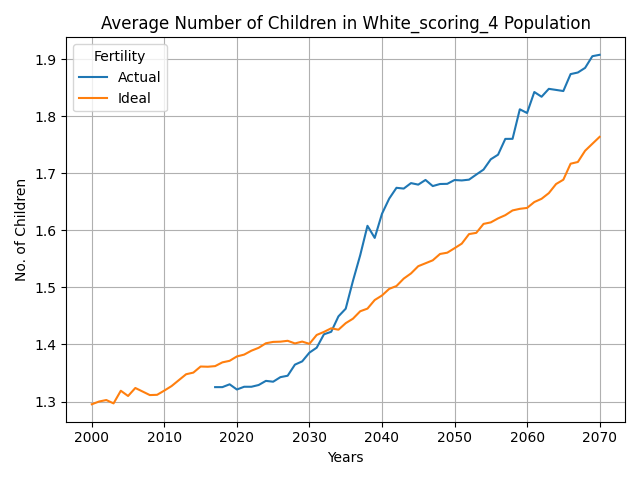 Average Number of Children in White_scoring_4 Population
Fertility
Actual
Ideal
No. of Children
1.9
1.8
1.7
1.6
1.5
1.4
1.3
2000 2010 2020 2030 2040 2050 2060 2070
Years